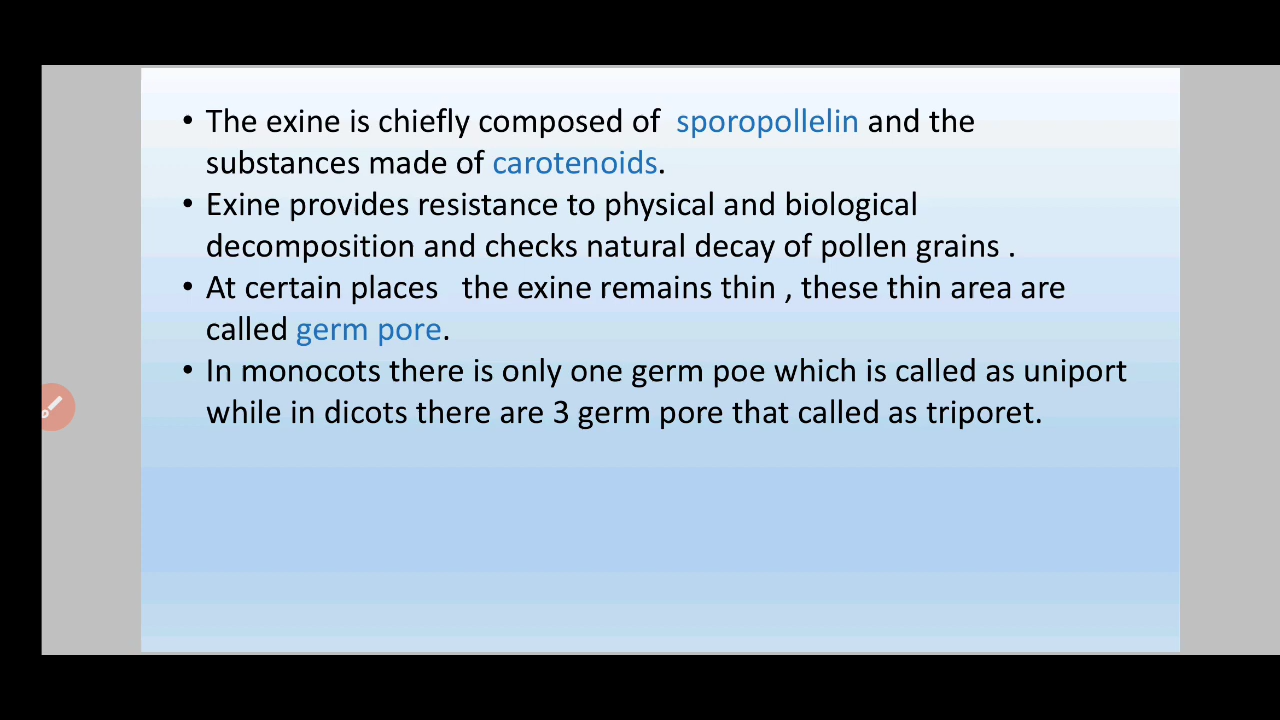 • The exine is chiefly composed of  sporopollelin and the
substances made of carotenoids.
• Exine provides resistance to physical and biological
decomposition and checks natural decay of pollen grains .
• At certain places   the exine remains thin , these thin area are
called germ pore.
• In monocots there is only one germ poe which is called as uniport
while in dicots there are 3 germ pore that called as triporet.